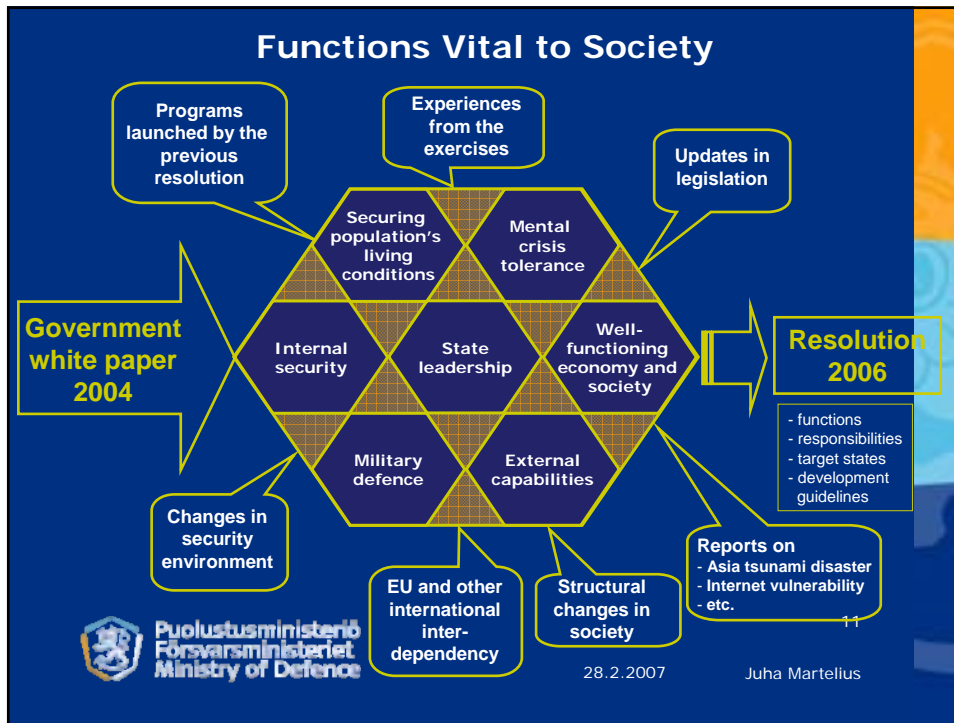 Functions Vital to Society
Programs
launched by the
previous
resolution
Experiences
from the
exercises
Updates in
legislation
Securing
population's
living
conditions
Mental
crisis
tolerance
Government
white paper
2004
Internal
security
State
leadership
Well-
functioning
economy and
society
Resolution
2006
- functions
- responsibilities
- target states
- development
guidelines
Military
defence
External
capabilities
Changes in
security
environment
EU and other
international
inter-
dependency
Structural
changes in
society
Reports on
- Asia tsunami disaster
- Internet vulnerability
- etc.
11
Puolustusministeriö
Försvarsministeriet
Ministry of Defence
28.2.2007
Juha Martelius